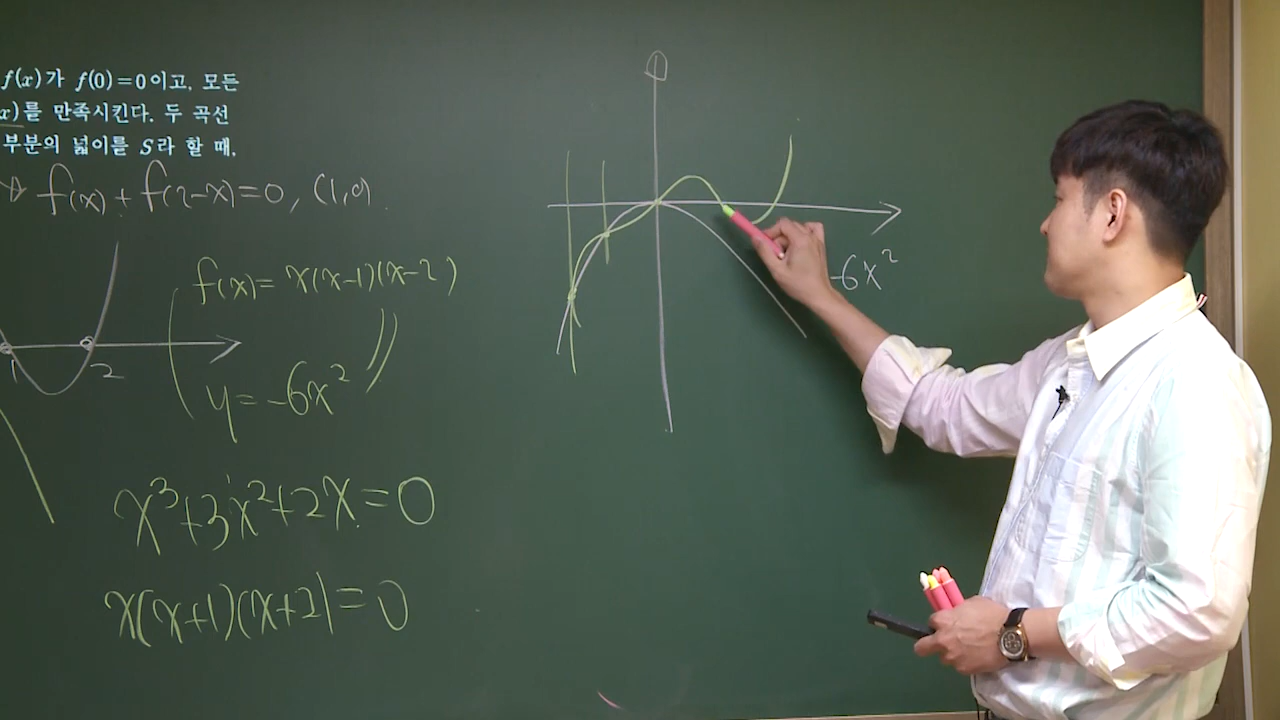 f(x)가 f(0)=0이고, 모든
x)를 만족시킨다. 두 곡선
부분의 넓이를 S라 할 때,
f(x)+f(2-x)=0, (1,0)
f(x)=x(x-1)(x-2)
-6x²
1
2
y=-6x²
x³+3x²+2x=0
x(x+1)(x+2)=0